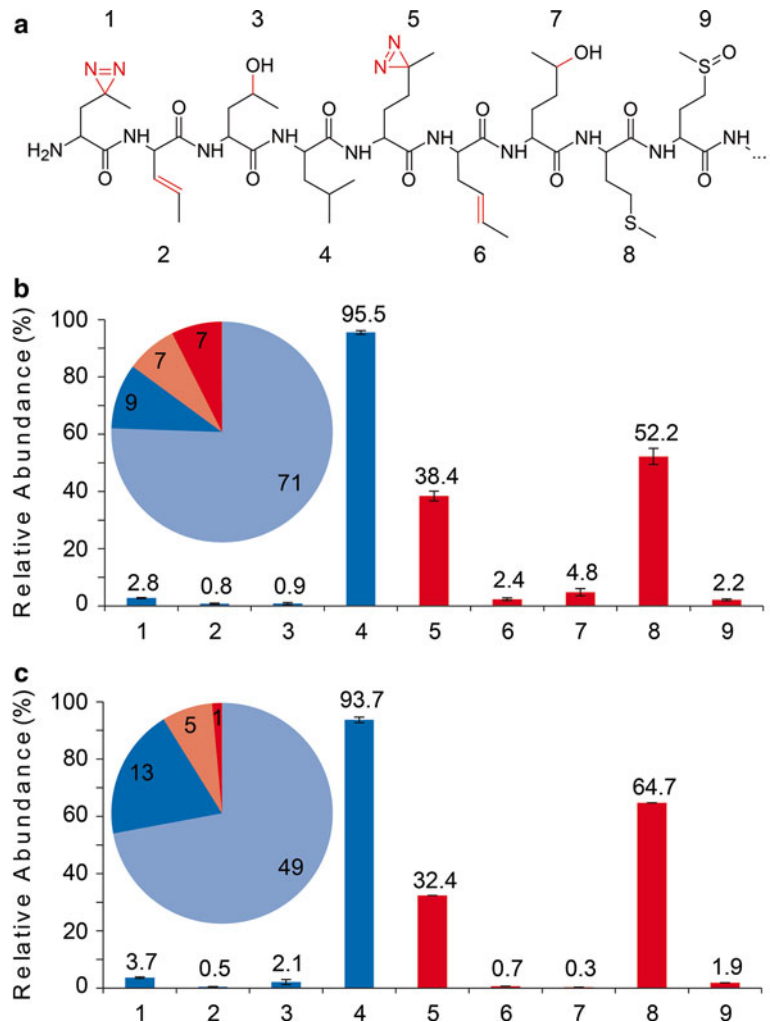 a
1 3 5 7 9
N=N OH N=N OH S=O
O O O O
H₂N NH NH NH NH NH NH NH NH NH ...
O O O O O
S
2 4 6 8
b
Relative Abundance (%)
100
80
60
40
20
0
7 7 9 71
2.8 0.8 0.9 95.5 38.4 2.4 4.8 52.2 2.2
1 2 3 4 5 6 7 8 9
c
Relative Abundance (%)
100
80
60
40
20
0
1 5 13 49
3.7 0.5 2.1 93.7 32.4 0.7 0.3 64.7 1.9
1 2 3 4 5 6 7 8 9